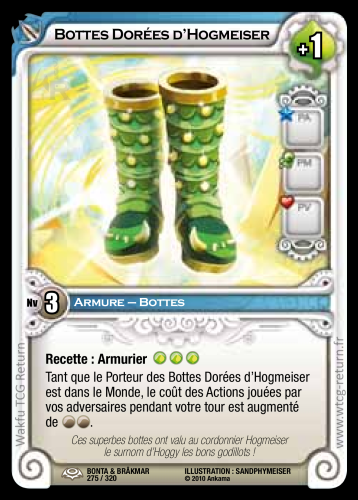 BOTTES DORÉES D'HOGMEISER
+1
PA
PM
PV
Nv 3 ARMURE – BOTTES
Recette : Armurier
Tant que le Porteur des Bottes Dorées d'Hogmeiser
est dans le Monde, le coût des Actions jouées par
vos adversaires pendant votre tour est augmenté
de .
Ces superbes bottes ont valu au cordonnier Hogmeiser
le surnom d'Hoggy les bons godillots !
Wakfu TCG Return
www.wtcg-return.fr
BONTA & BRÂKMAR
275 / 320
ILLUSTRATION : SANDPHYMEISER
© 2010 Ankama